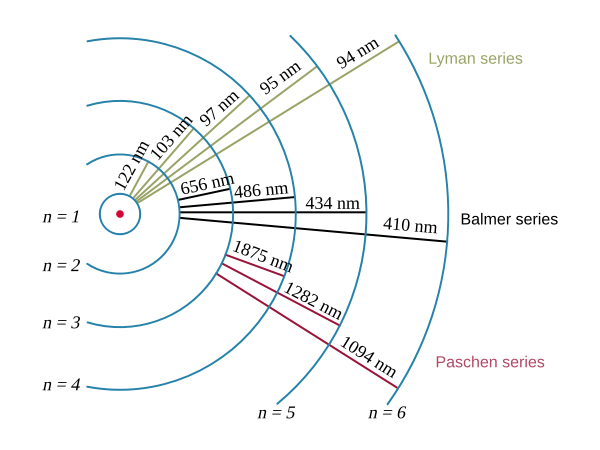 94 nm
Lyman series
95 nm
97 nm
103 nm
122 nm
656 nm
486 nm
434 nm
410 nm
n = 1
Balmer series
1875 nm
n = 2
1282 nm
n = 3
1094 nm
Paschen series
n = 4
n = 5
n = 6